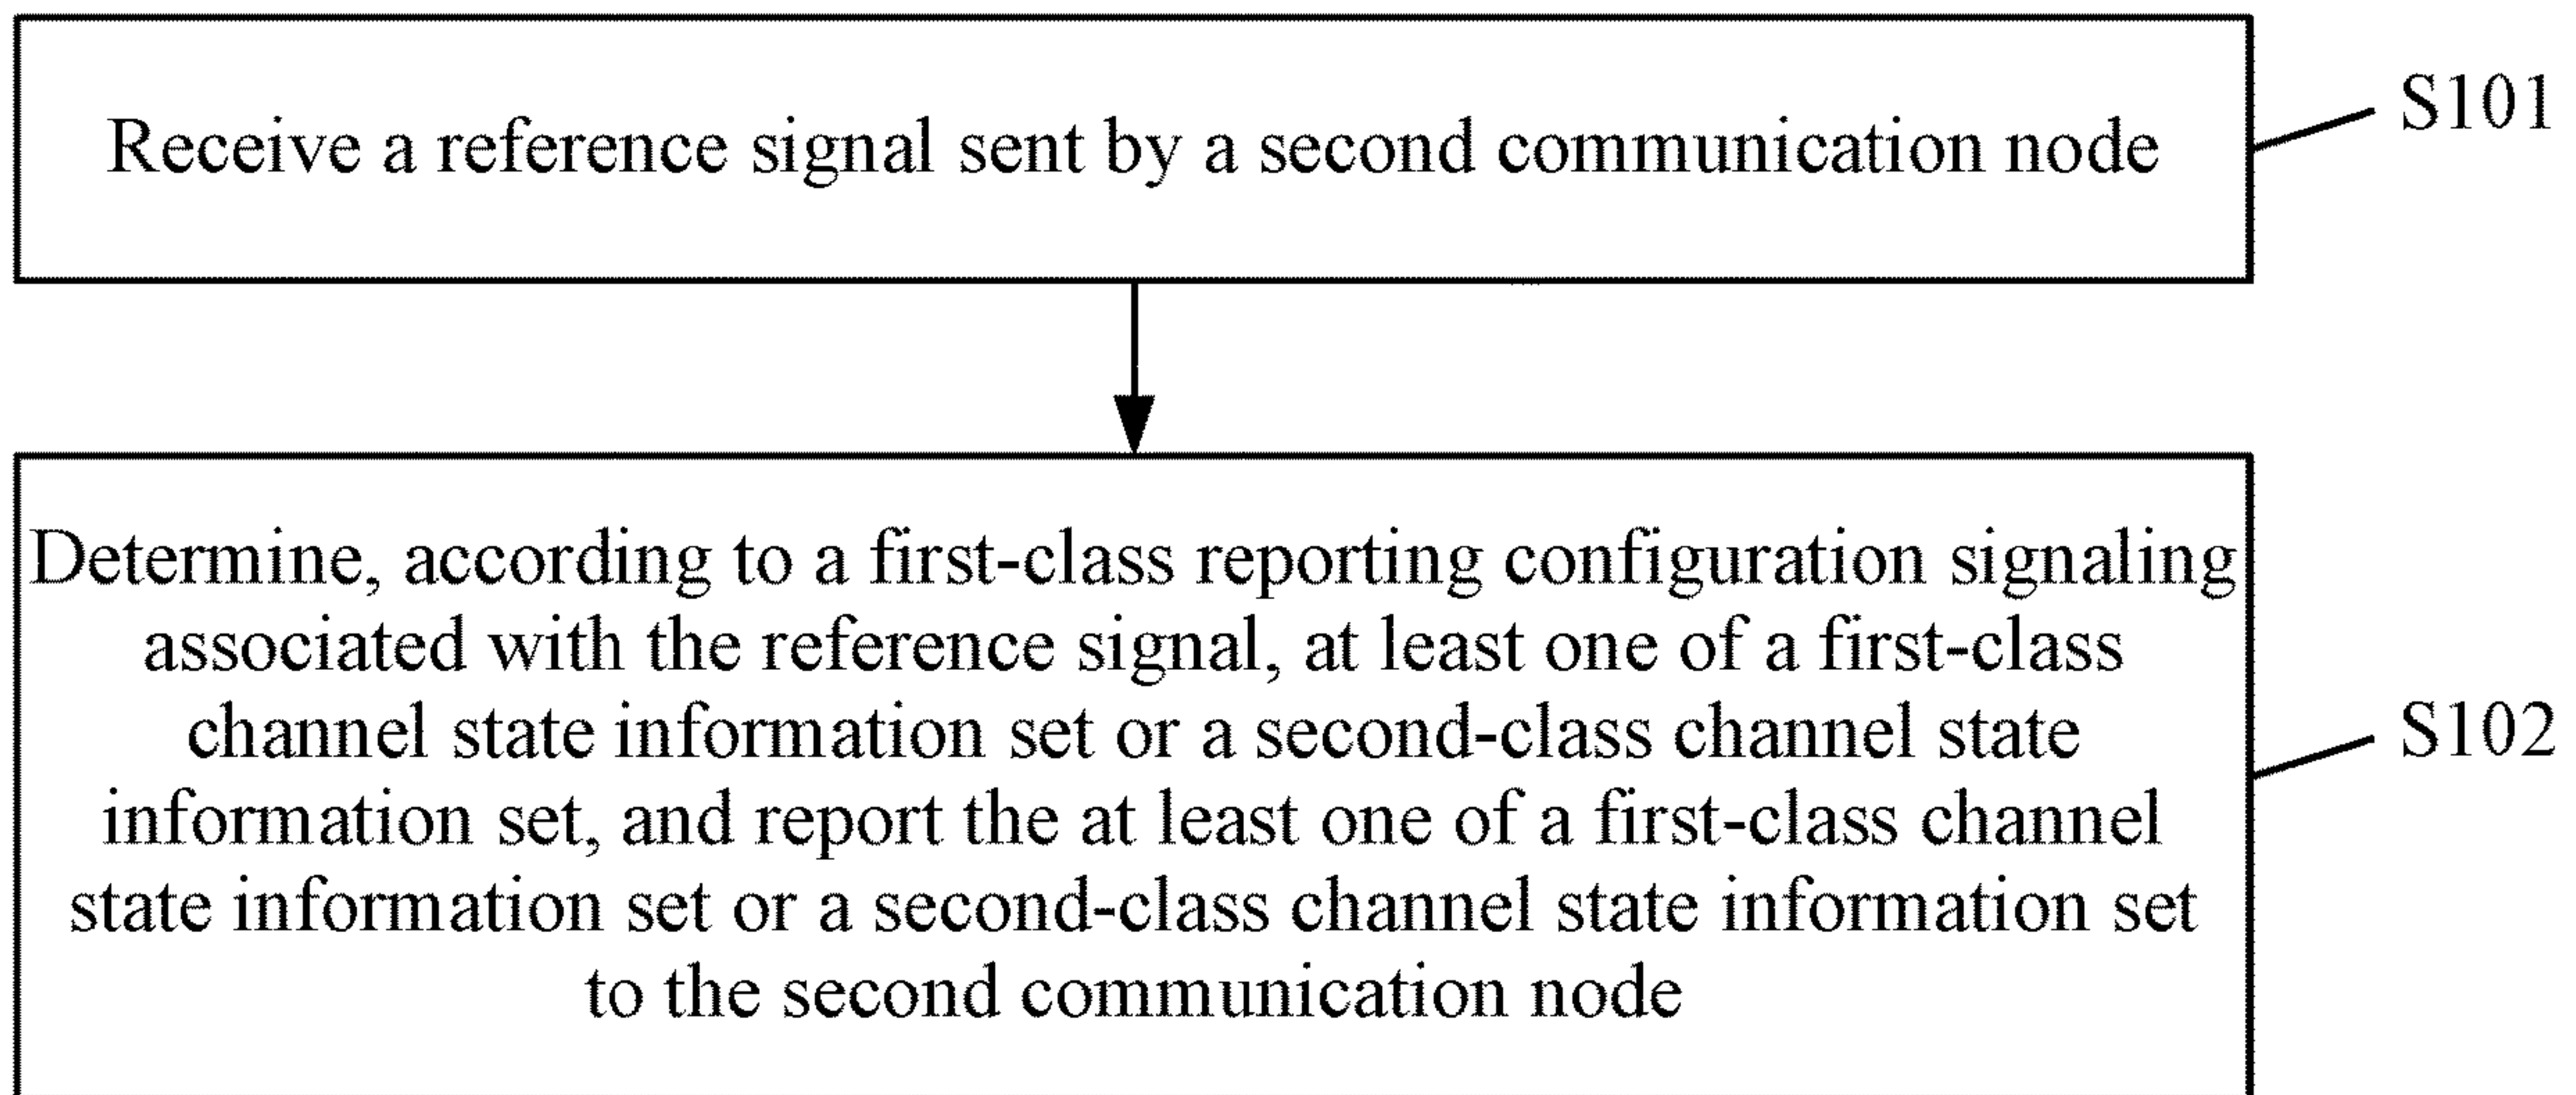 Receive a reference signal sent by a second communication node
S101
Determine, according to a first-class reporting configuration signaling
associated with the reference signal, at least one of a first-class
channel state information set or a second-class channel state
information set, and report the at least one of a first-class channel
state information set or a second-class channel state information set
to the second communication node
S102